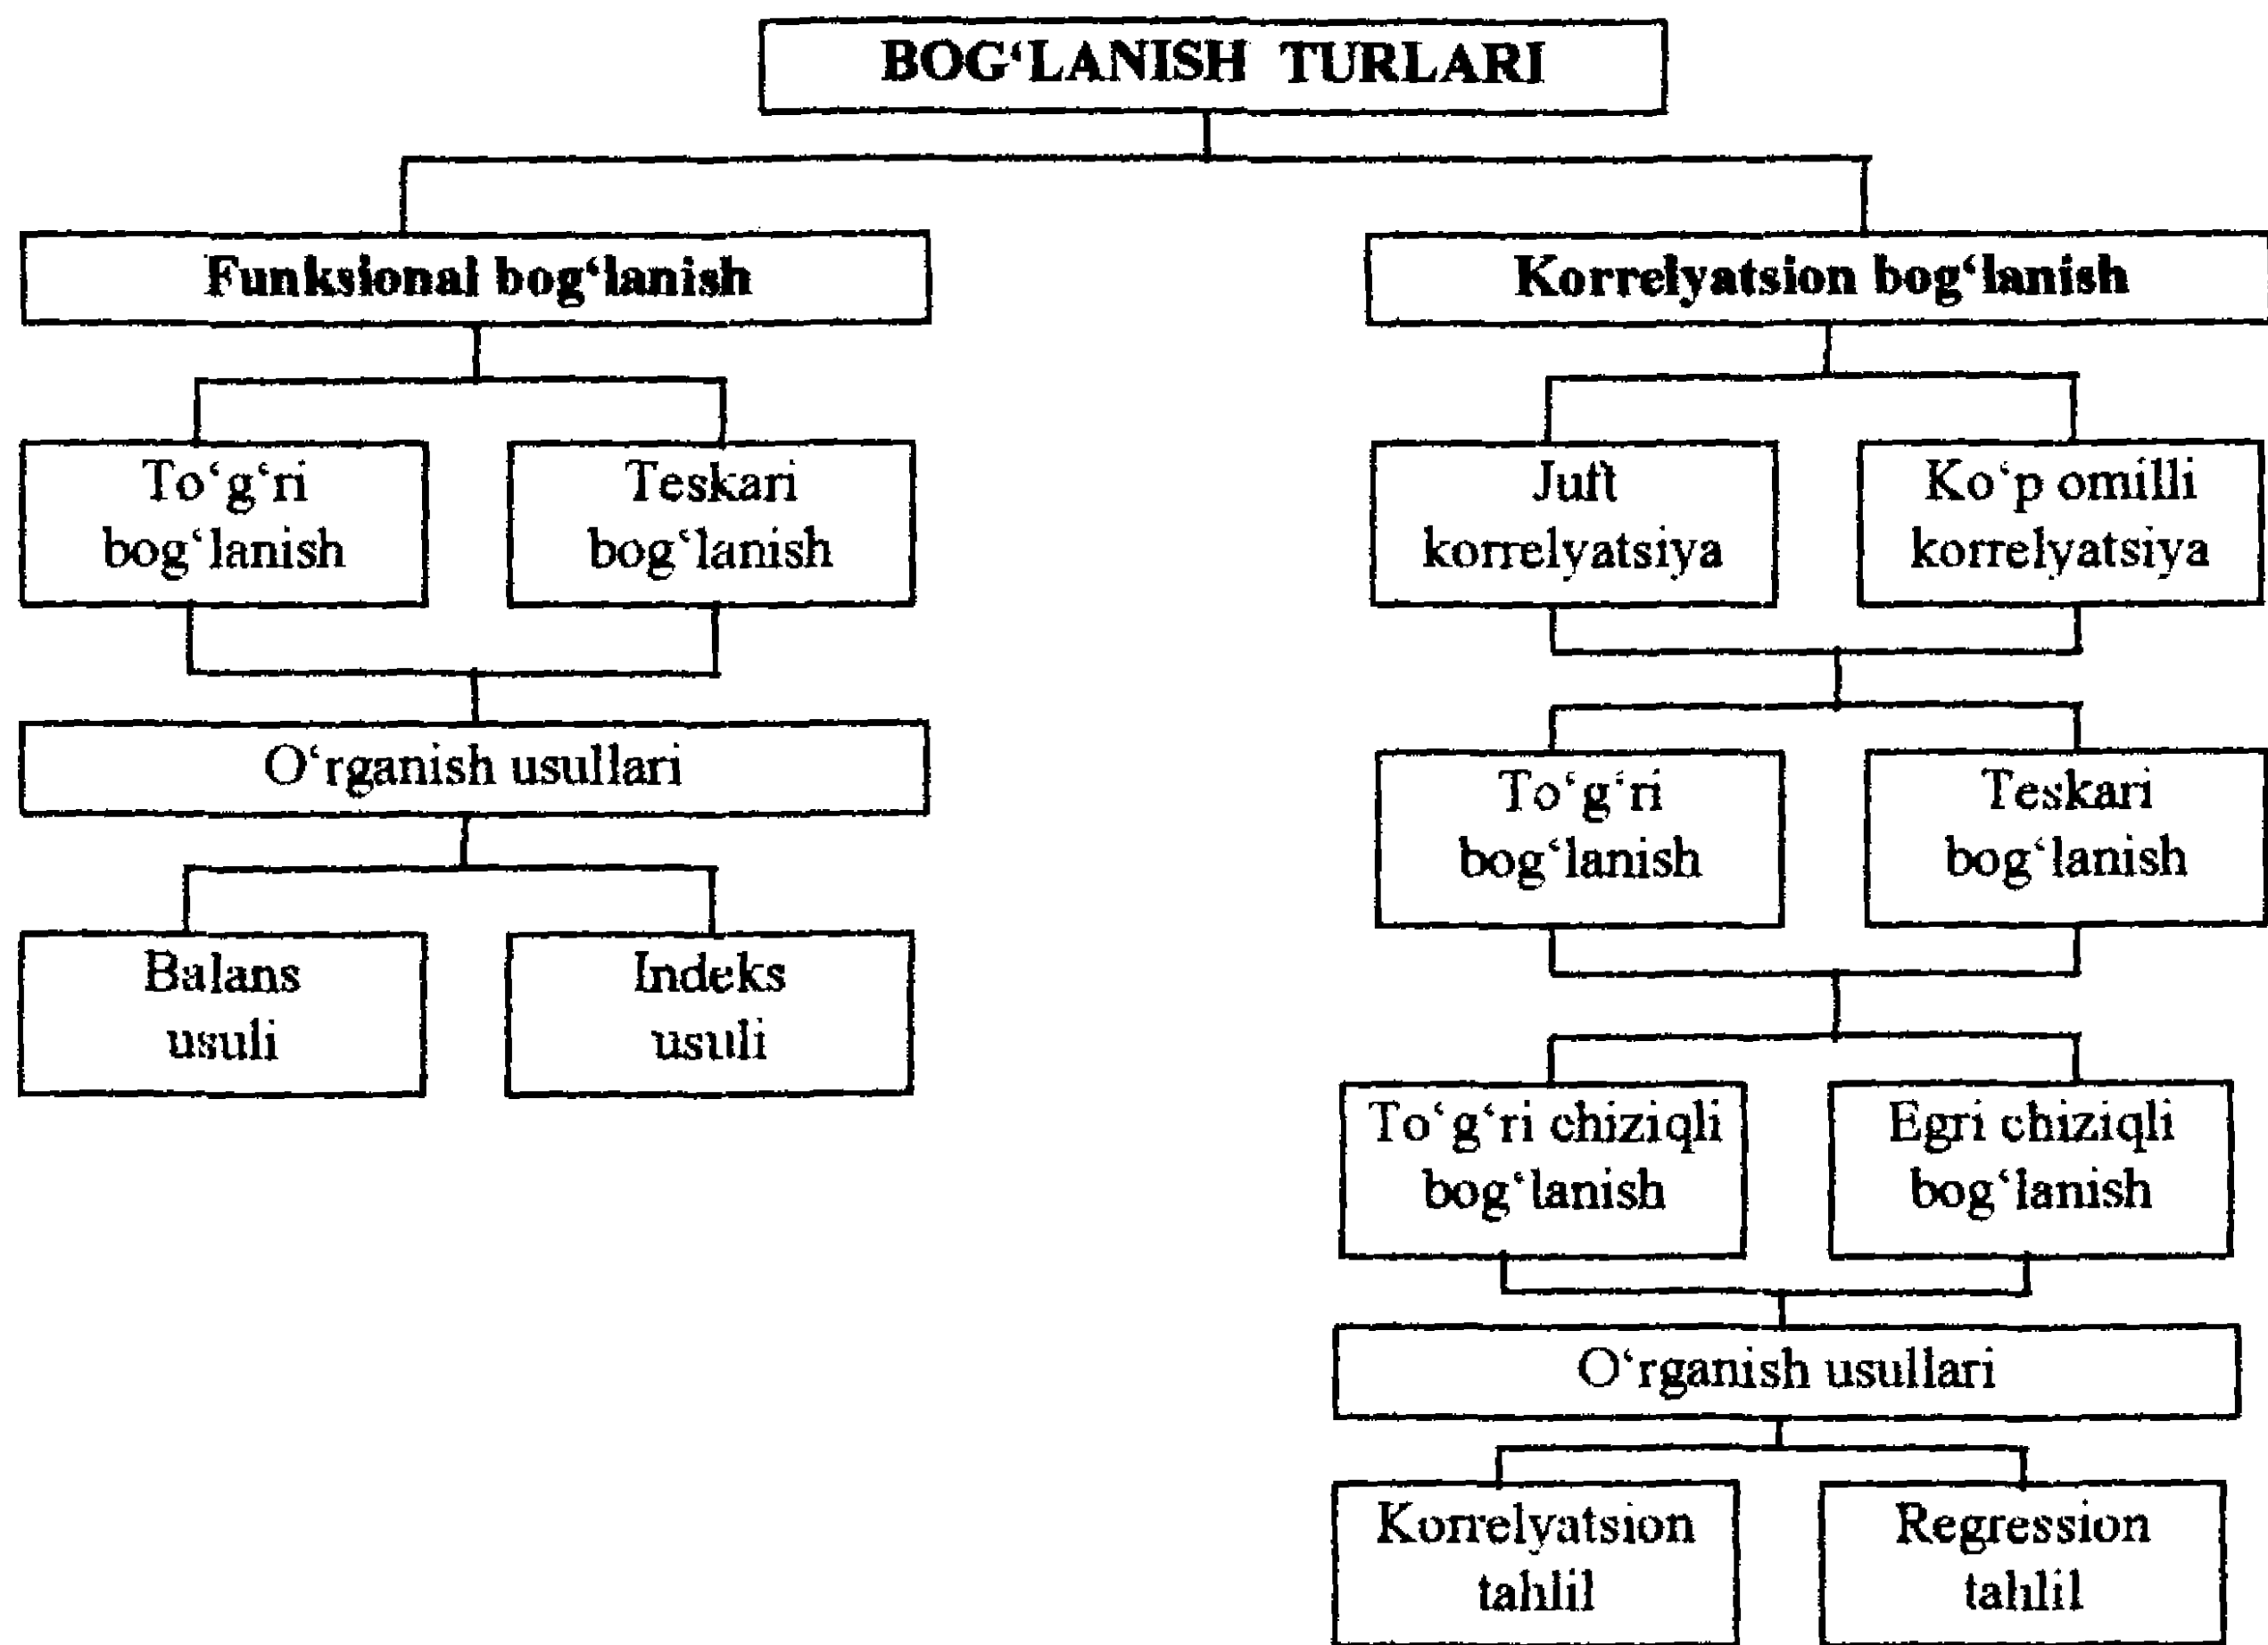 BOG‘LANISH TURLARI
Funksional bog‘lanish
Korrelyatsion bog‘lanish
To‘g‘ri
bog‘lanish
Teskari
bog‘lanish
Juft
korrelyatsiya
Ko‘p omilli
korrelyatsiya
O‘rganish usullari
To‘g‘ri
bog‘lanish
Teskari
bog‘lanish
Balans
usuli
Indeks
usuli
To‘g‘ri chiziqli
bog‘lanish
Egri chiziqli
bog‘lanish
O‘rganish usullari
Korrelyatsion
tahlil
Regression
tahlil